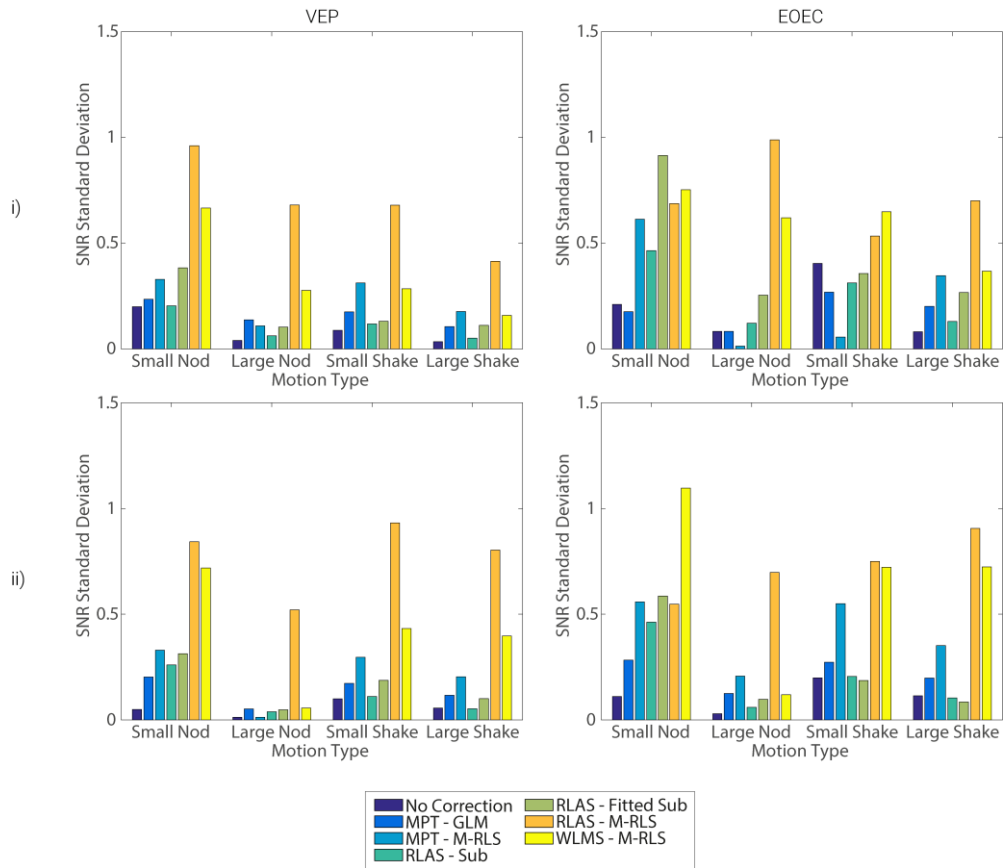 VEP
EOEC
i)
SNR Standard Deviation
1.5
1
0.5
0
Small Nod
Large Nod
Small Shake
Large Shake
Motion Type
SNR Standard Deviation
1.5
1
0.5
0
Small Nod
Large Nod
Small Shake
Large Shake
Motion Type
ii)
SNR Standard Deviation
1.5
1
0.5
0
Small Nod
Large Nod
Small Shake
Large Shake
Motion Type
SNR Standard Deviation
1.5
1
0.5
0
Small Nod
Large Nod
Small Shake
Large Shake
Motion Type
No Correction
MPT - GLM
MPT - M-RLS
RLAS - Sub
RLAS - Fitted Sub
RLAS - M-RLS
WLMS - M-RLS